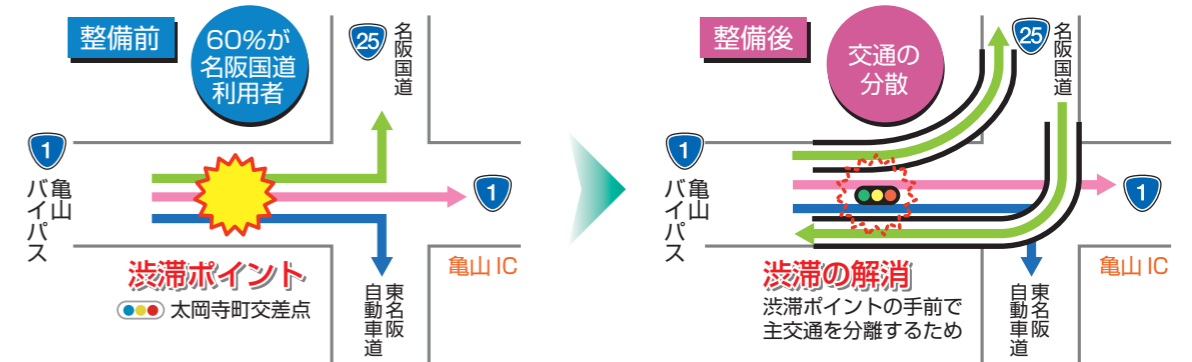 整備前
60%が
名阪国道
利用者
25
名阪国道
1
亀山
バイパス
1
渋滞ポイント
太岡寺町交差点
亀山IC
東名阪
自動車道
整備後
交通の
分散
25
名阪国道
1
亀山
バイパス
1
渋滞の解消
渋滞ポイントの手前で
主交通を分離するため
亀山IC
東名阪
自動車道